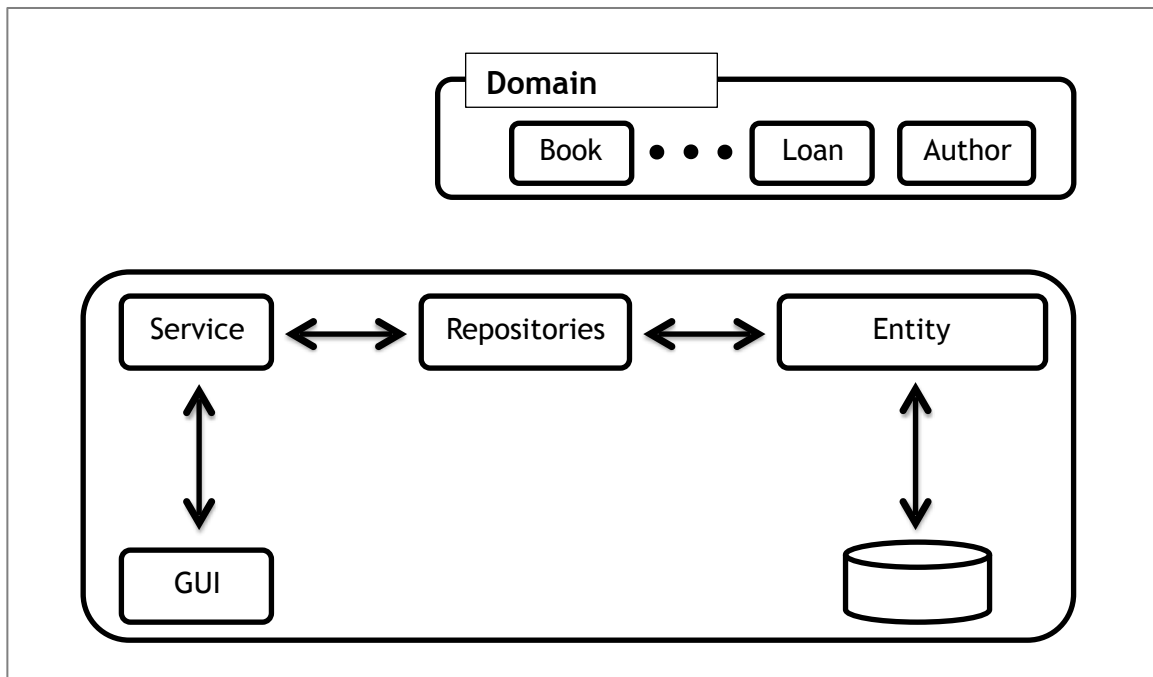 Domain
Book • • • Loan Author
Service Repositories Entity
GUI